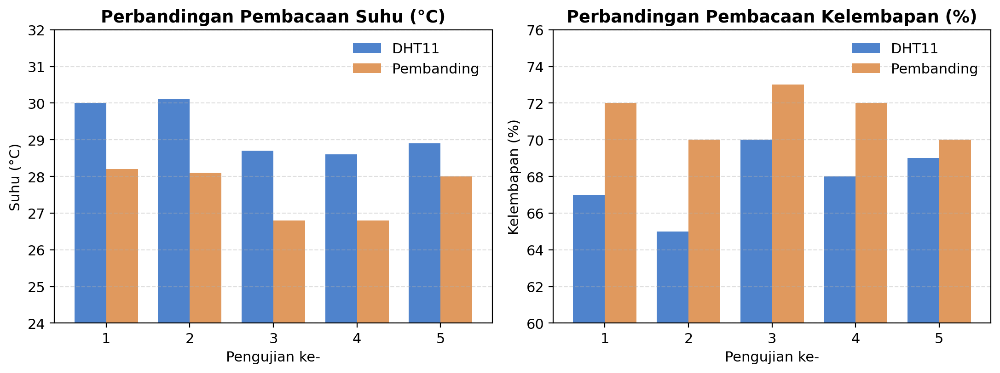 Perbandingan Pembacaan Suhu (°C)
32
31
30
29
28
27
26
25
24
Suhu (°C)
DHT11
Pembanding
1 2 3 4 5
Pengujian ke-
Perbandingan Pembacaan Kelembapan (%)
76
74
72
70
68
66
64
62
60
Kelembapan (%)
DHT11
Pembanding
1 2 3 4 5
Pengujian ke-